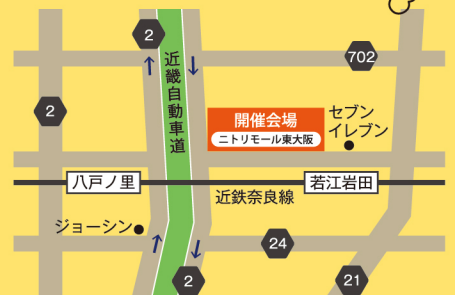 2
702
近畿自動車道
2
開催会場
ニトリモール東大阪
セブン
イレブン
八戸ノ里
若江岩田
近鉄奈良線
ジョーシン
24
2
21